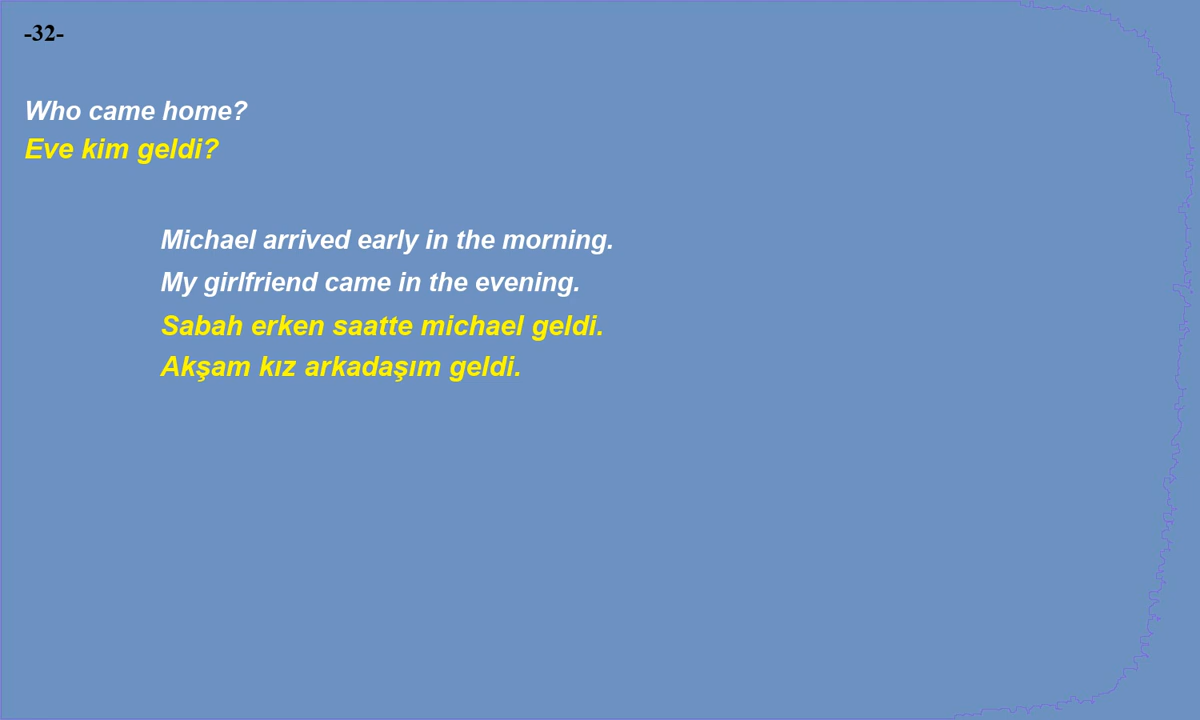 -32-
Who came home?
Eve kim geldi?
Michael arrived early in the morning.
My girlfriend came in the evening.
Sabah erken saatte michael geldi.
Akşam kız arkadaşım geldi.